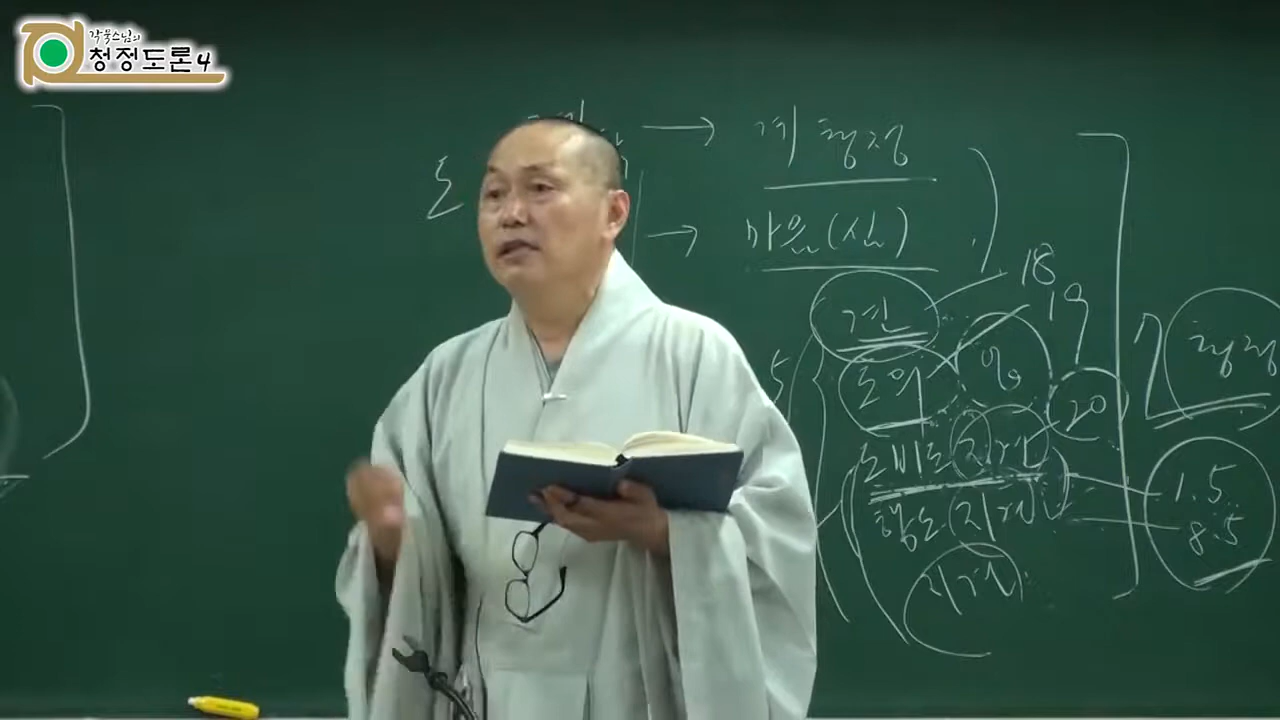 각묵스님의
청정도론 4
계 청정
마음(심)
견
18
19
도의
20
5
7
청정
도비도 지견
행도 지견
지견
1.5
8.5